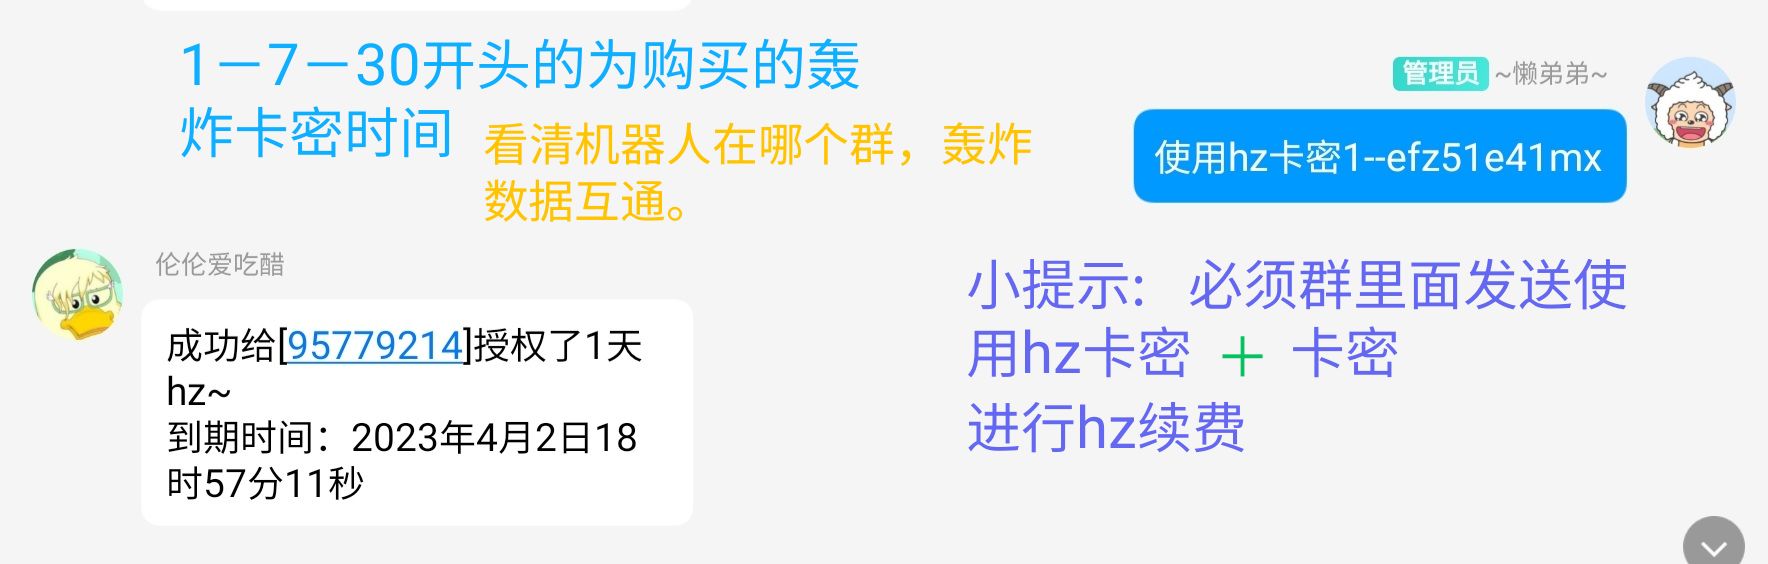 1－7－30开头的为购买的轰
炸卡密时间
看清机器人在哪个群，轰炸
数据互通。
管理员 ~懒弟弟~
使用hz卡密1--efz51e41mx
伦伦爱吃醋
成功给[95779214]授权了1天
hz~
到期时间：2023年4月2日18
时57分11秒
小提示：必须群里面发送使
用hz卡密 ＋ 卡密
进行hz续费